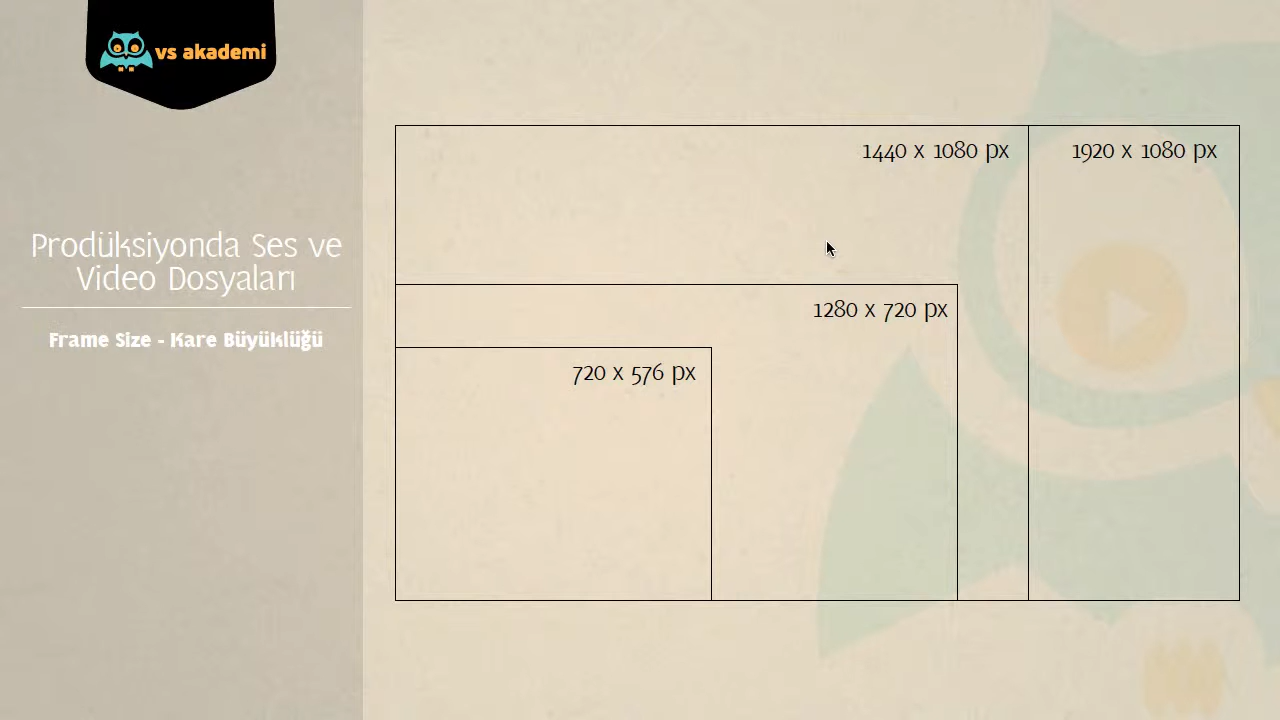 vs akademi
Prodüksiyonda Ses ve
Video Dosyaları
Frame Size - Kare Büyüklüğü
1440 x 1080 px
1920 x 1080 px
1280 x 720 px
720 x 576 px